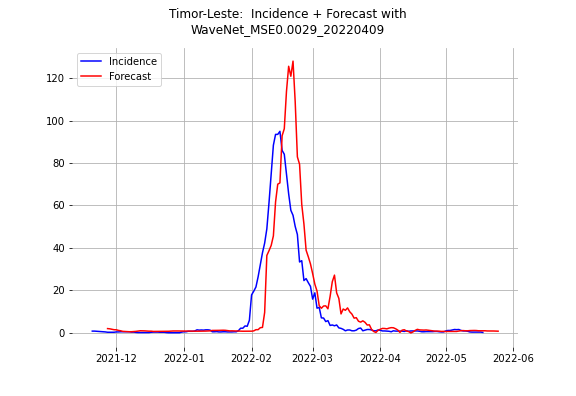 Timor-Leste:  Incidence + Forecast with
WaveNet_MSE0.0029_20220409
Incidence
Forecast
120
100
80
60
40
20
0
2021-12 2022-01 2022-02 2022-03 2022-04 2022-05 2022-06